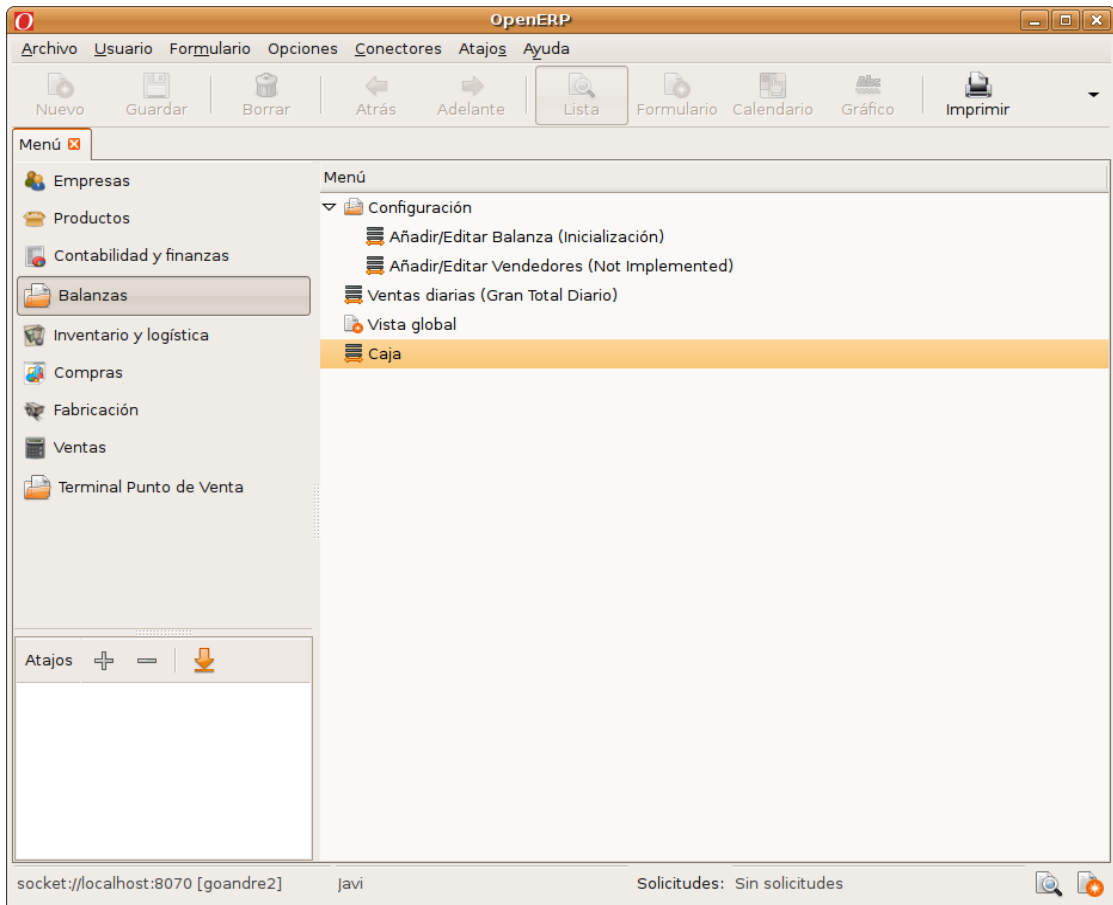 OpenERP
Archivo Usuario Formulario Opciones Conectores Atajos Ayuda
Nuevo Guardar Borrar Atrás Adelante Lista Formulario Calendario Gráfico Imprimir
Menú
Empresas
Productos
Contabilidad y finanzas
Balanzas
Inventario y logística
Compras
Fabricación
Ventas
Terminal Punto de Venta
Menú
Configuración
Añadir/Editar Balanza (Inicialización)
Añadir/Editar Vendedores (Not Implemented)
Ventas diarias (Gran Total Diario)
Vista global
Caja
Atajos
socket://localhost:8070 [goandre2] Javi Solicitudes: Sin solicitudes